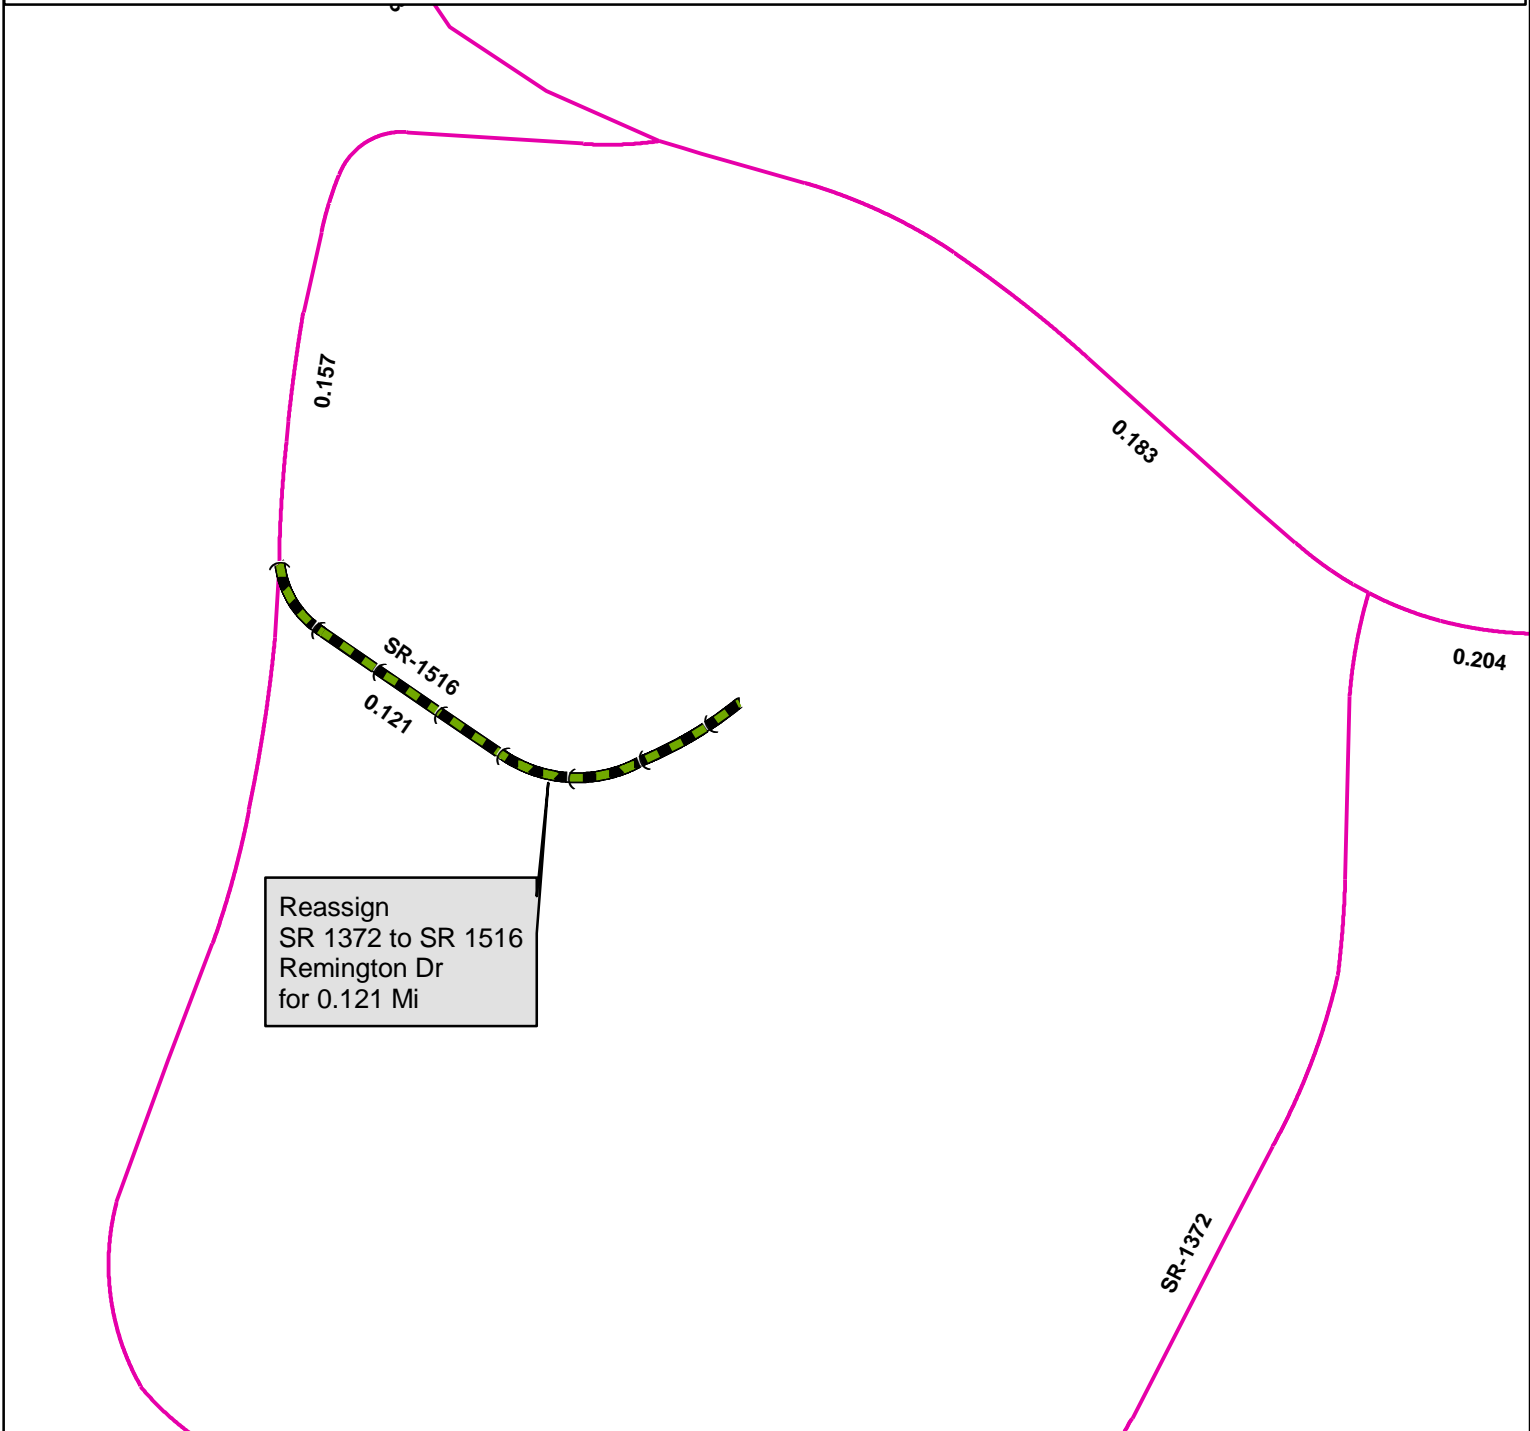 0.157
0.183
0.204
SR-1516
0.121
Reassign
SR 1372 to SR 1516
Remington Dr
for 0.121 Mi
SR-1372